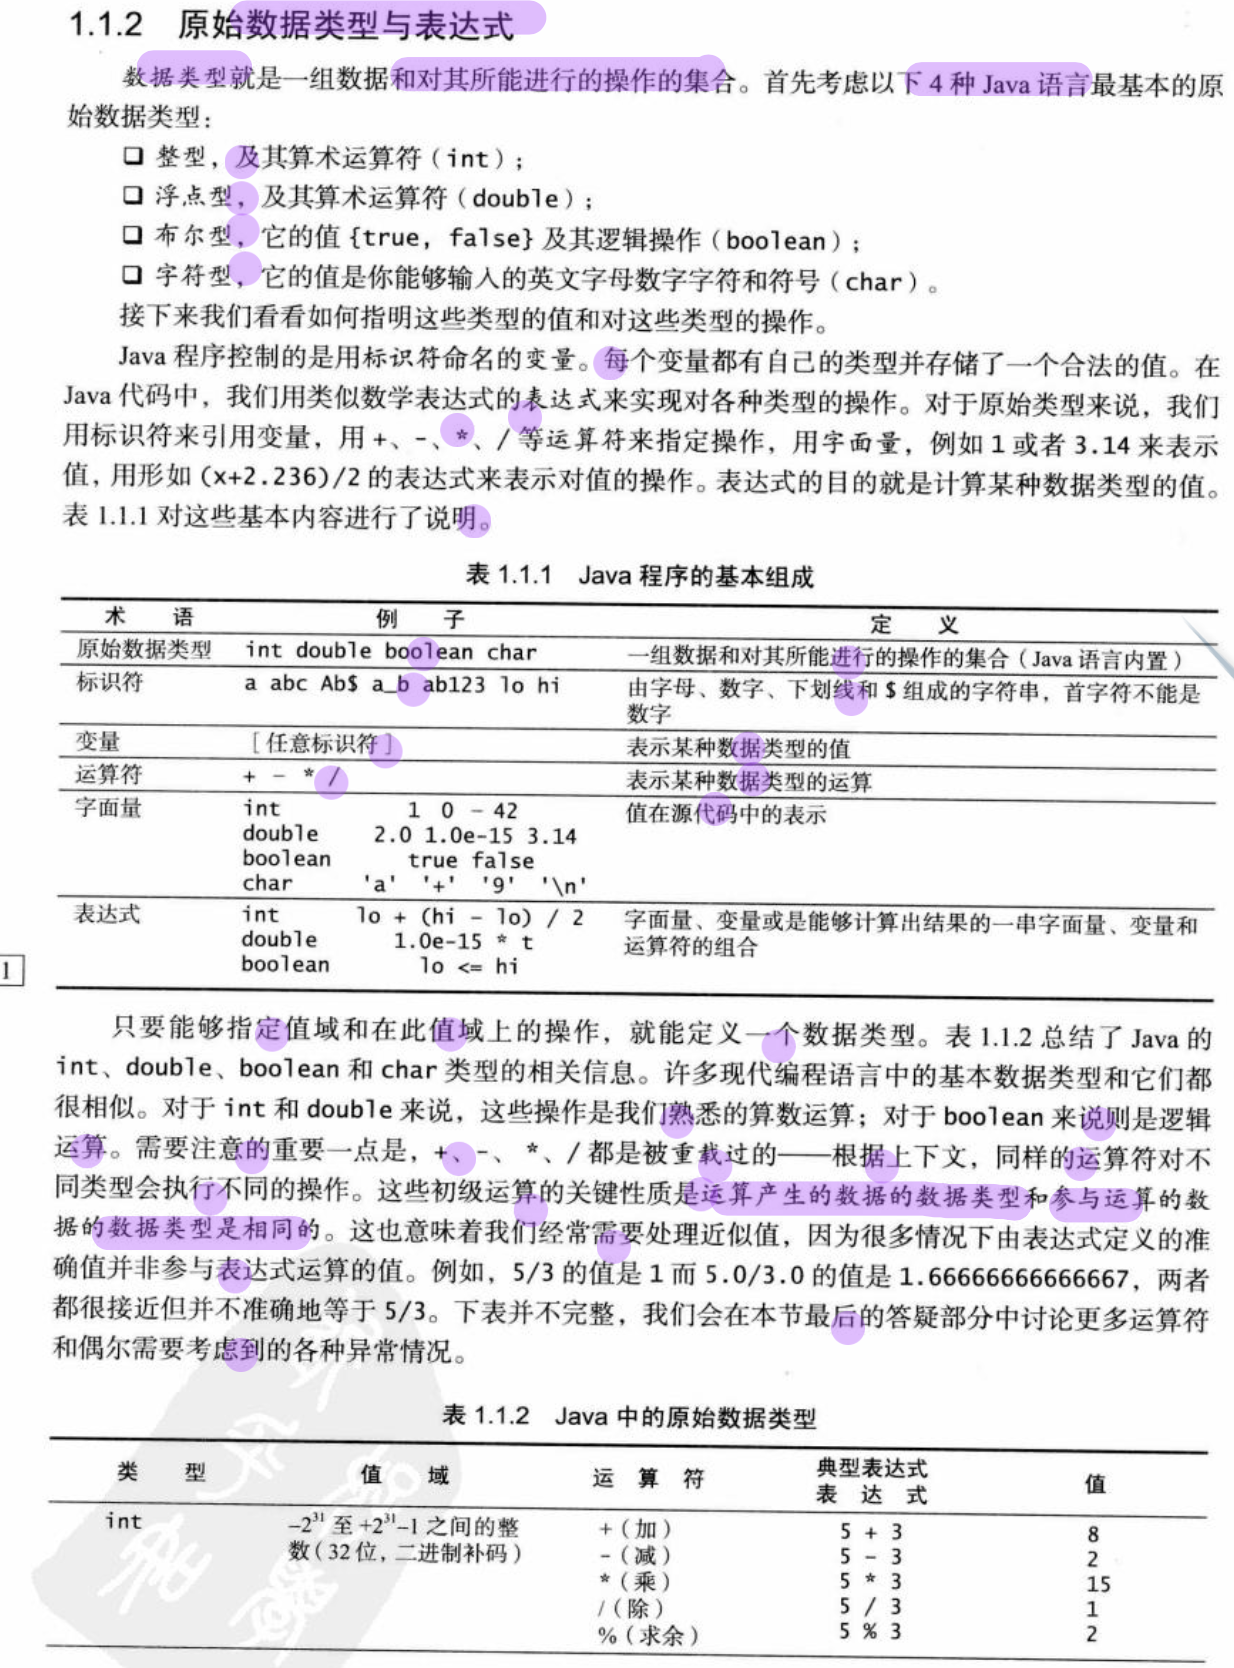 1.1.2 原始数据类型与表达式
数据类型就是一组数据和对其所能进行的操作的集合。首先考虑以下 4 种 Java 语言最基本的原
始数据类型：
❑ 整型，及其算术运算符（int）；
❑ 浮点型，及其算术运算符（double）；
❑ 布尔型，它的值 {true, false} 及其逻辑操作（boolean）；
❑ 字符型，它的值是你能够输入的英文字母数字字符和符号（char）。
接下来我们看看如何指明这些类型的值和对这些类型的操作。
Java 程序控制的是用标识符命名的变量。每个变量都有自己的类型并存储了一个合法的值。在
Java 代码中，我们用类似数学表达式的表达式来实现对各种类型的操作。对于原始类型来说，我们
用标识符来引用变量，用 +、-、*、/ 等运算符来指定操作，用字面量，例如 1 或者 3.14 来表示
值，用形如 (x+2.236)/2 的表达式来表示对值的操作。表达式的目的就是计算某种数据类型的值。
表 1.1.1 对这些基本内容进行了说明。
表 1.1.1 Java 程序的基本组成
术 语 例 子 定 义
原始数据类型 int double boolean char 一组数据和对其所能进行的操作的集合（Java 语言内置）
标识符 a abc Ab$ a_b ab123 lo hi 由字母、数字、下划线和 $ 组成的字符串，首字符不能是
数字
变量 ［任意标识符］ 表示某种数据类型的值
运算符 + - * / 表示某种数据类型的运算
字面量 int 1 0 -42 值在源代码中的表示
double 2.0 1.0e-15 3.14
boolean true false
char 'a' '+' '9' '\n'
表达式 int lo + (hi - lo) / 2 字面量、变量或是能够计算出结果的一串字面量、变量和
double 1.0e-15 * t 运算符的组合
boolean lo <= hi
1
只要能够指定值域和在此值域上的操作，就能定义一个数据类型。表 1.1.2 总结了 Java 的
int、double、boolean 和 char 类型的相关信息。许多现代编程语言中的基本数据类型和它们都
很相似。对于 int 和 double 来说，这些操作是我们熟悉的算数运算；对于 boolean 来说则是逻辑
运算。需要注意的重要一点是，+、-、*、/ 都是被重载过的——根据上下文，同样的运算符对不
同类型会执行不同的操作。这些初级运算的关键性质是运算产生的数据的数据类型和参与运算的数
据的数据类型是相同的。这也意味着我们经常需要处理近似值，因为很多情况下由表达式定义的准
确值并非参与表达式运算的值。例如，5/3 的值是 1 而 5.0/3.0 的值是 1.66666666666667，两者
都很接近但并不准确地等于 5/3。下表并不完整，我们会在本节最后的答疑部分中讨论更多运算符
和偶尔需要考虑到的各种异常情况。
表 1.1.2 Java 中的原始数据类型
类 型 值 域 运 算 符 典型表达式 值
表 达 式
int -2³¹ 至 +2³¹-1 之间的整 +（加） 5 + 3 8
数（32 位，二进制补码） -（减） 5 - 3 2
*（乘） 5 * 3 15
/（除） 5 / 3 1
%（求余） 5 % 3 2